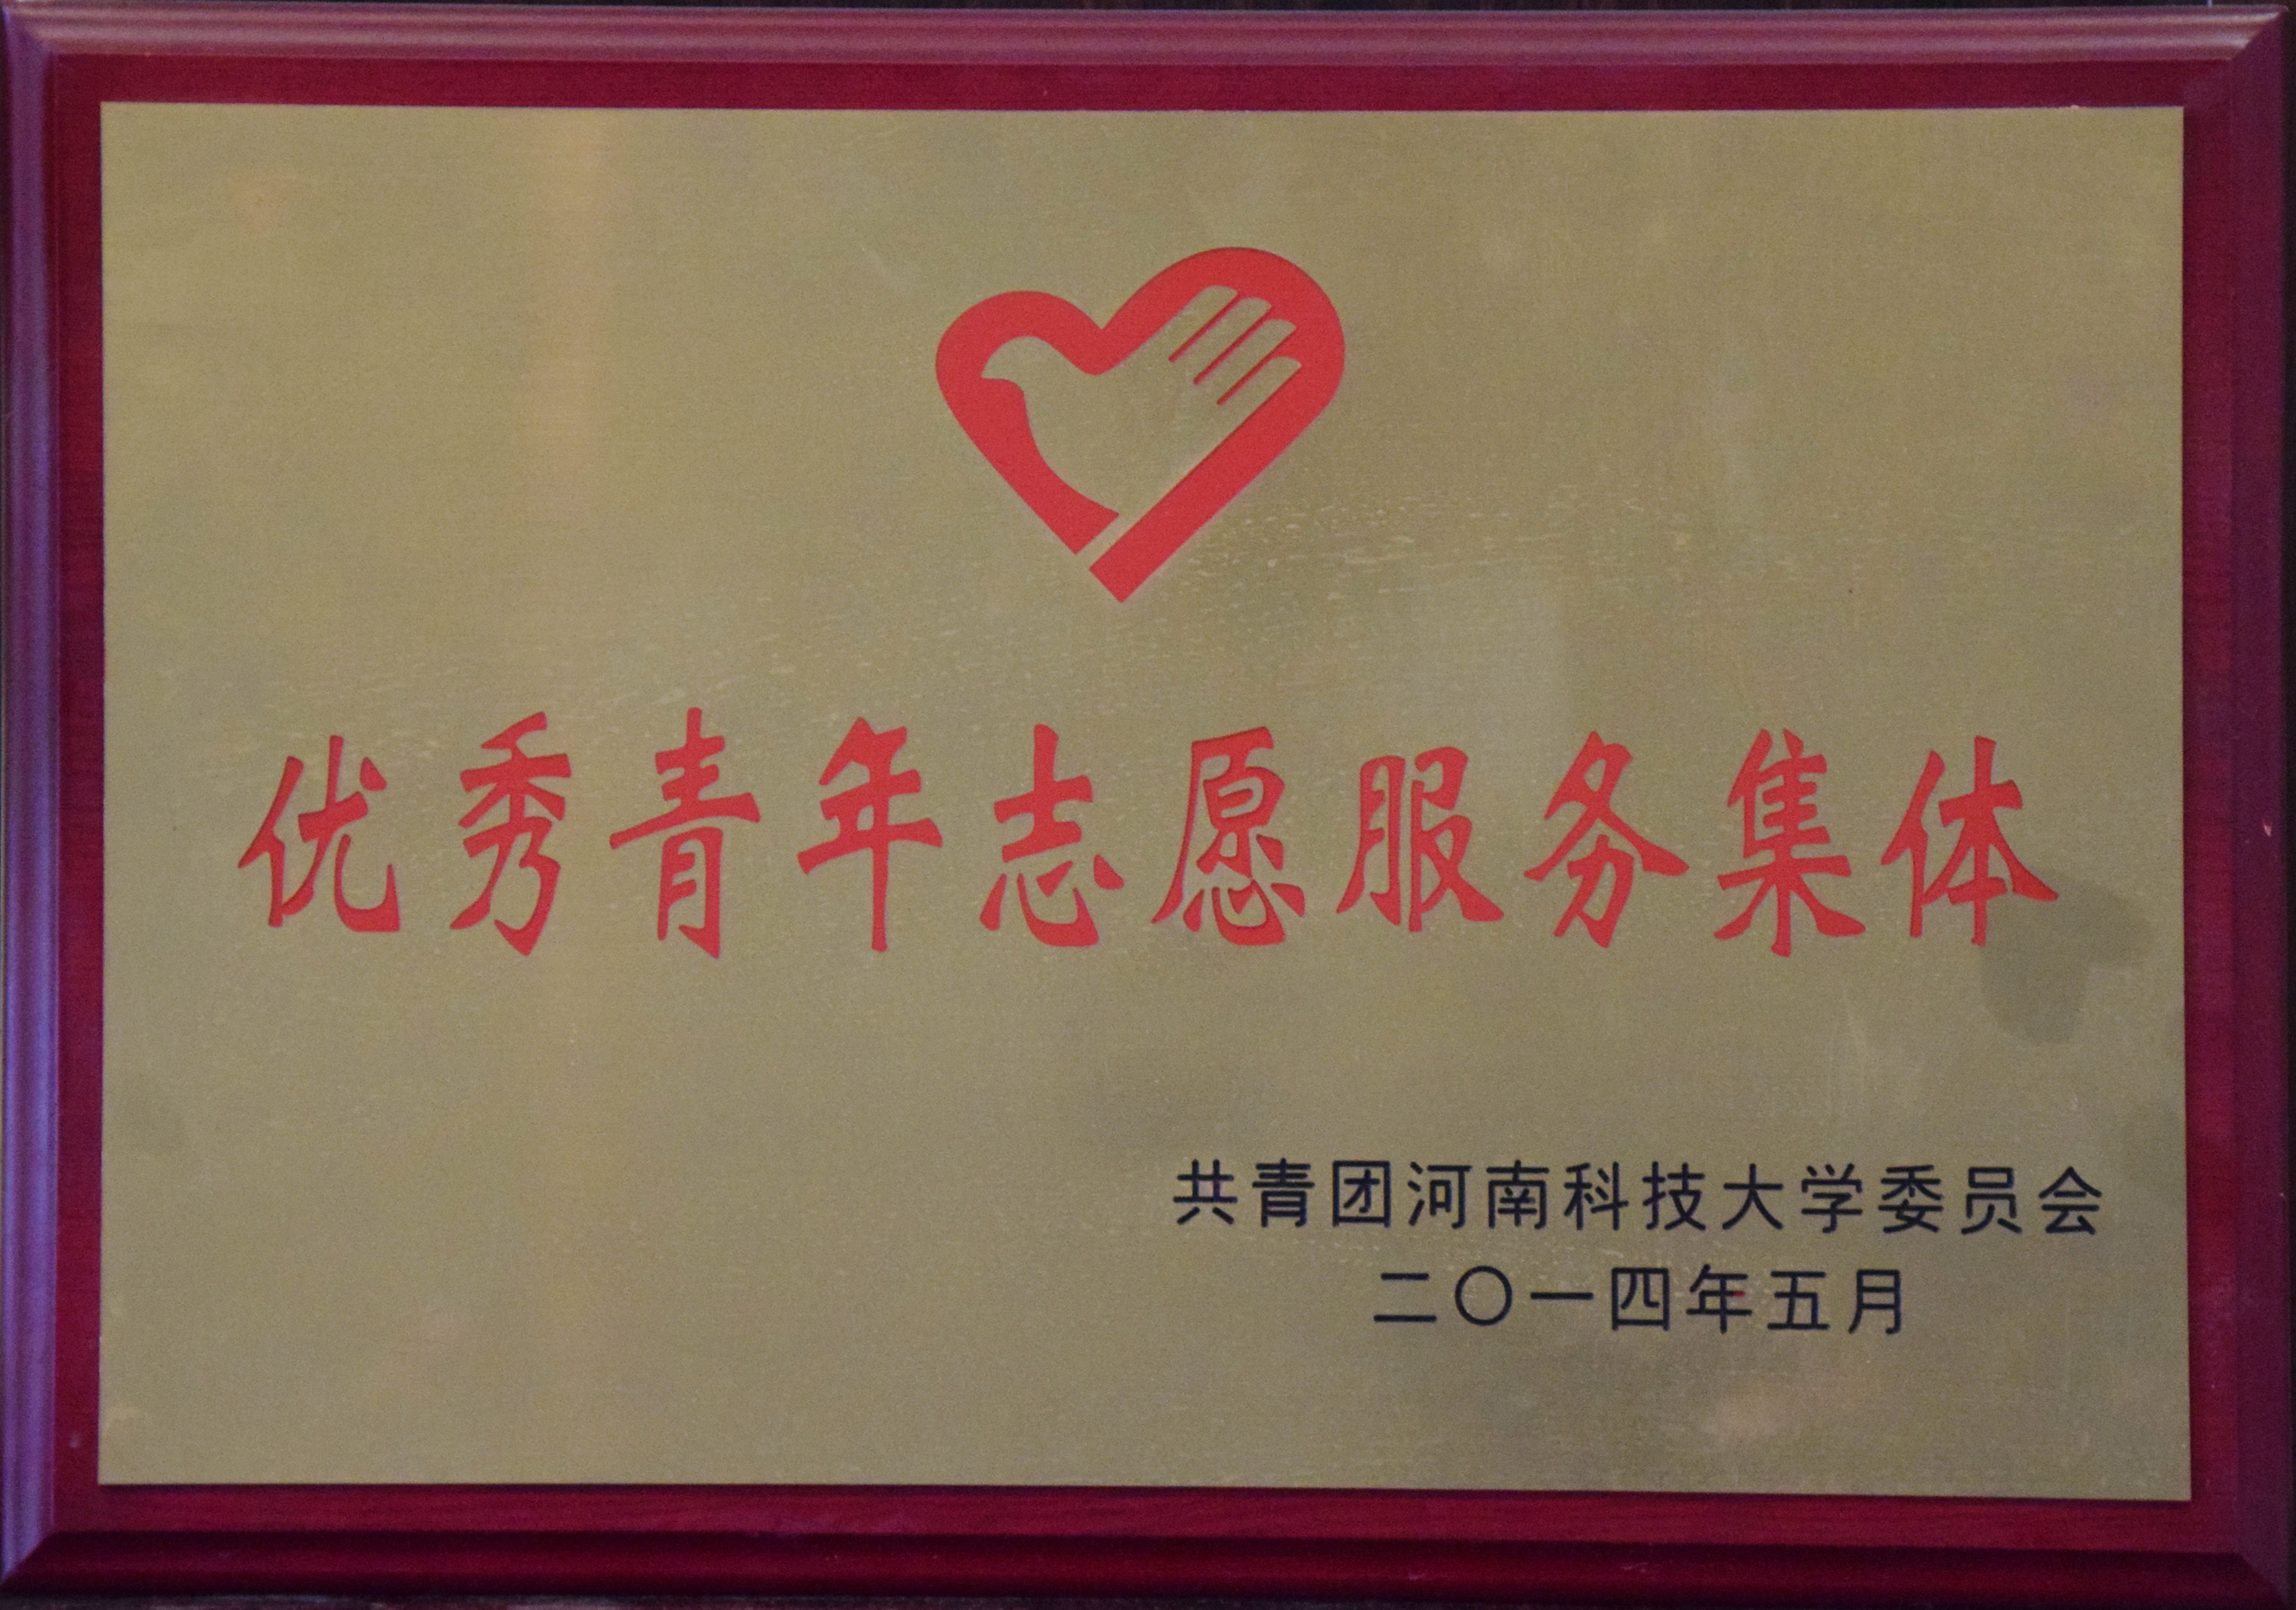 优秀青年志愿服务集体
共青团河南科技大学委员会
二〇一四年五月